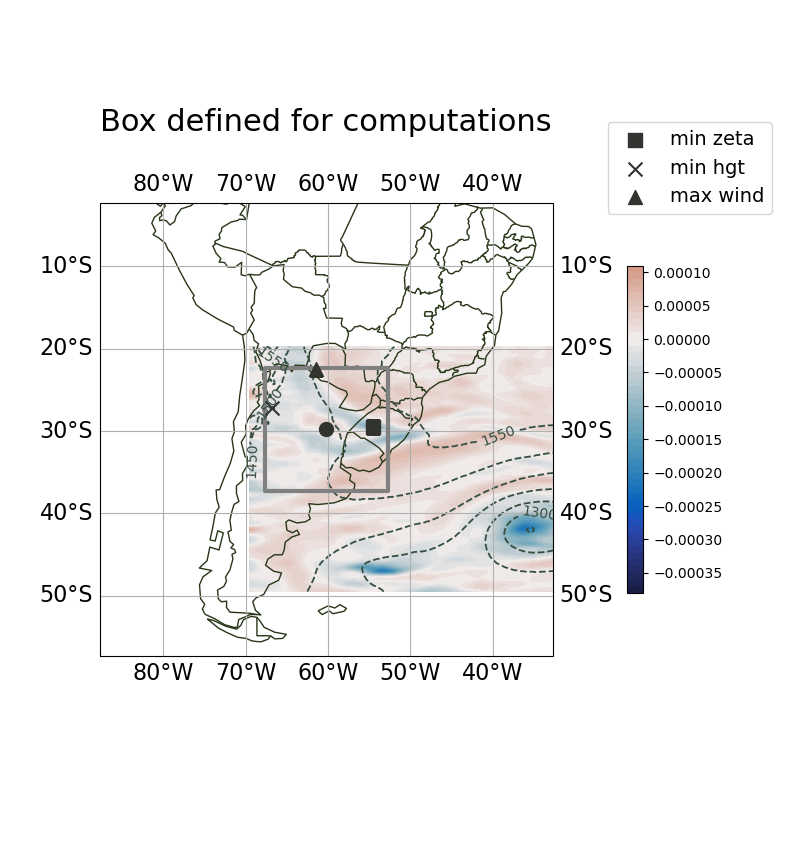 Box defined for computations
min zeta
min hgt
max wind
80°W 70°W 60°W 50°W 40°W
10°S 10°S
20°S 20°S
30°S 30°S
40°S 40°S
50°S 50°S
80°W 70°W 60°W 50°W 40°W
1550
1450
1550
1300
0.00010
0.00005
0.00000
−0.00005
−0.00010
−0.00015
−0.00020
−0.00025
−0.00030
−0.00035